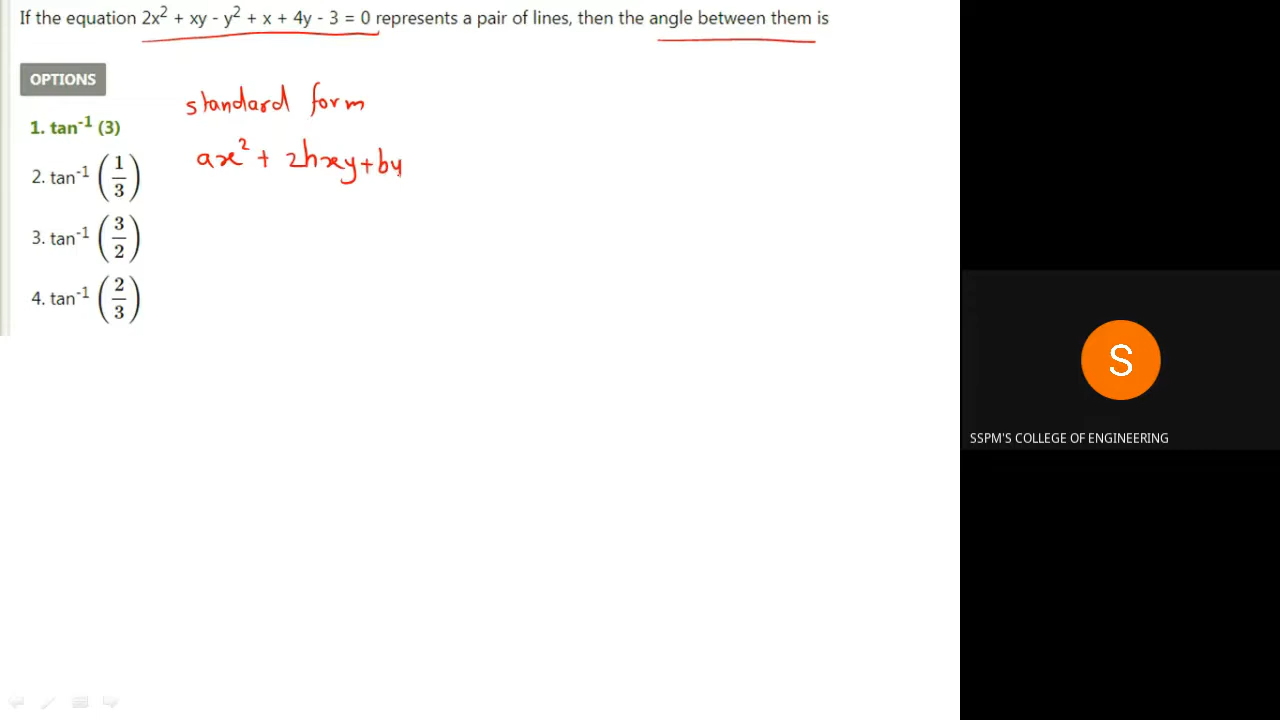 If the equation 2x² + xy - y² + x + 4y - 3 = 0 represents a pair of lines, then the angle between them is
OPTIONS
standard form
1. tan⁻¹ (3)
ax² + 2hxy + by
2. tan⁻¹ (1/3)
3. tan⁻¹ (3/2)
4. tan⁻¹ (2/3)
S
SSPM'S COLLEGE OF ENGINEERING